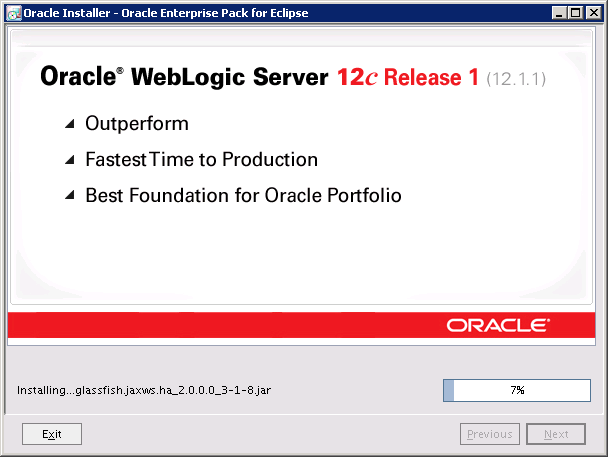 Oracle Installer - Oracle Enterprise Pack for Eclipse
Oracle® WebLogic Server 12c Release 1 (12.1.1)
Outperform
Fastest Time to Production
Best Foundation for Oracle Portfolio
ORACLE®
Installing...glassfish.jaxws.ha_2.0.0.0_3-1-8.jar 7%
Exit Previous Next